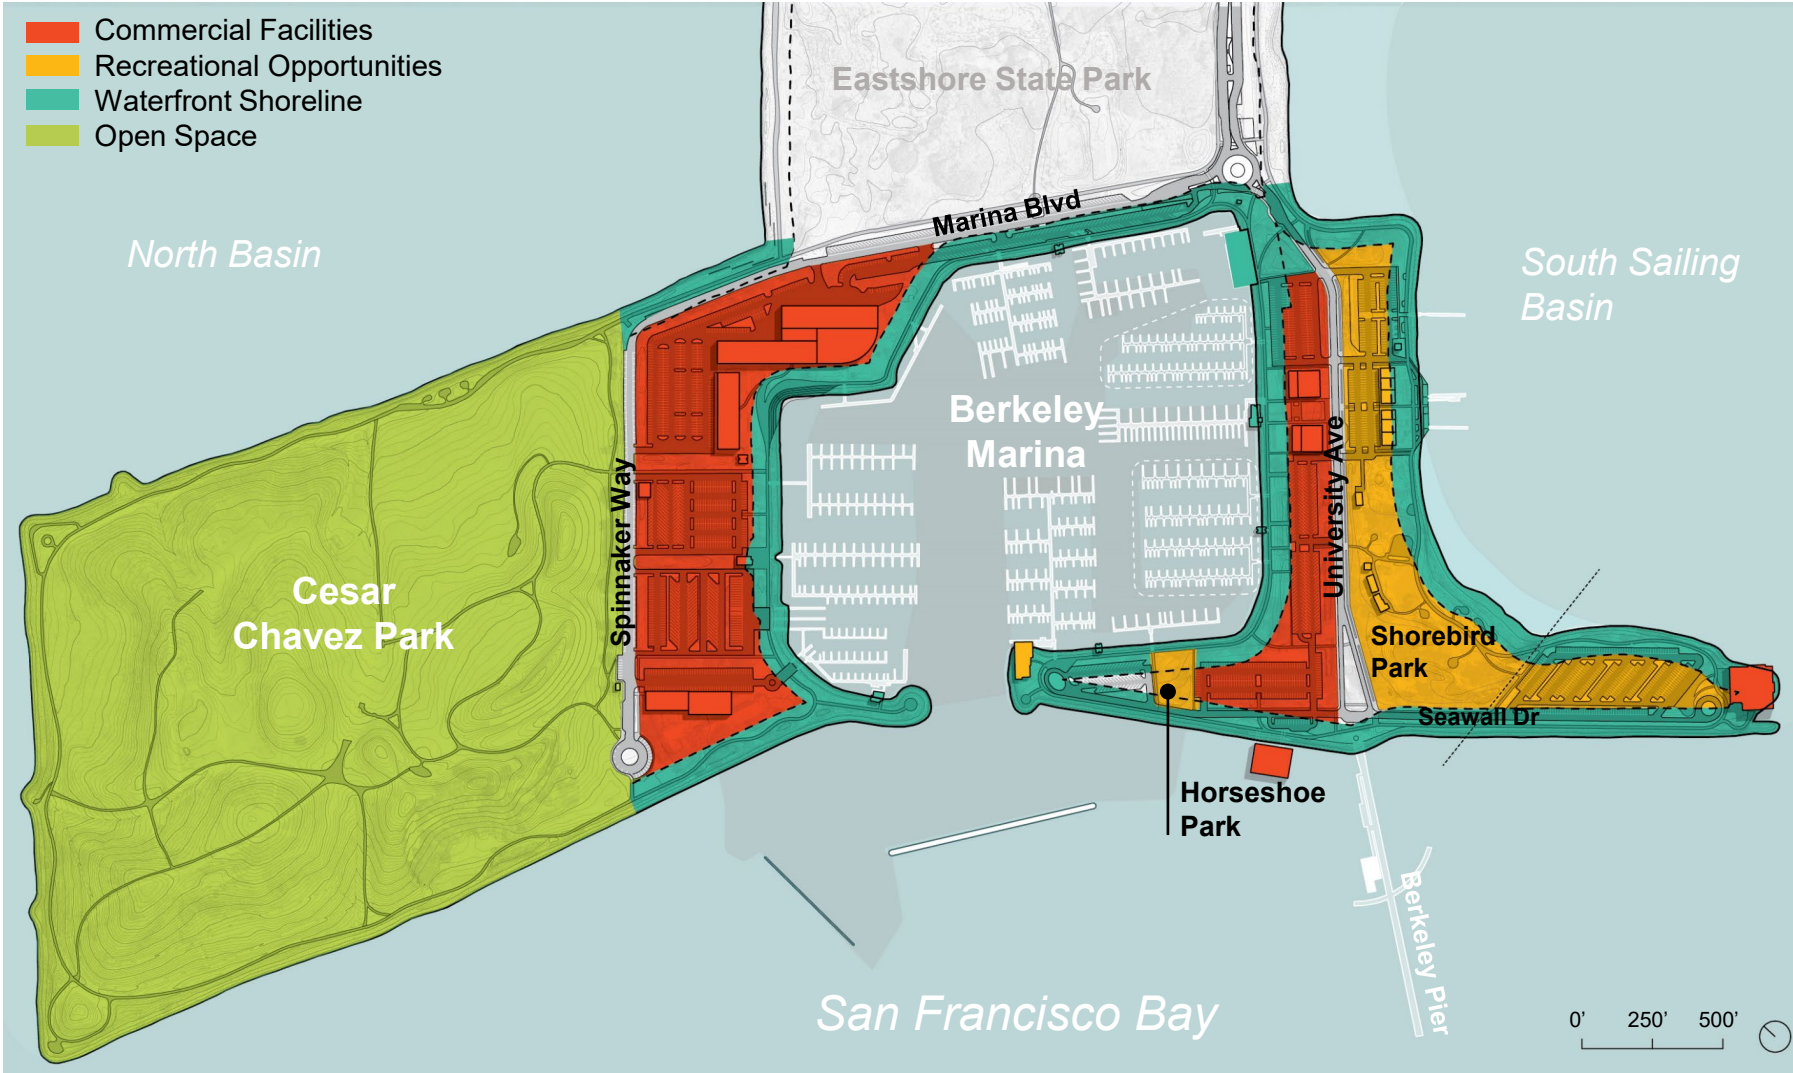 Commercial Facilities
Recreational Opportunities
Waterfront Shoreline
Open Space
Eastshore State Park
Marina Blvd
North Basin
South Sailing
Basin
Berkeley
Marina
Spinnaker Way
University Ave
Cesar
Chavez Park
Shorebird
Park
Seawall Dr
Horseshoe
Park
Berkeley Pier
San Francisco Bay
0' 250' 500'